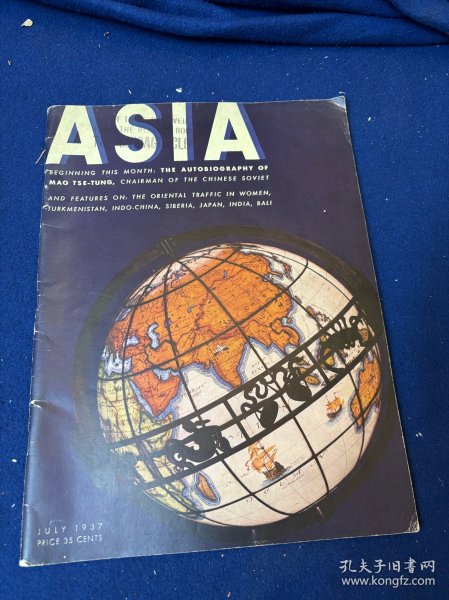 ASIA
BEGINNING THIS MONTH: THE AUTOBIOGRAPHY OF
MAO TSE-TUNG, CHAIRMAN OF THE CHINESE SOVIET
AND FEATURES ON: THE ORIENTAL TRAFFIC IN WOMEN,
TURKMENISTAN, INDO-CHINA, SIBERIA, JAPAN, INDIA, BALI
JULY 1937
PRICE 35 CENTS
孔夫子旧书网
www.kongfz.com